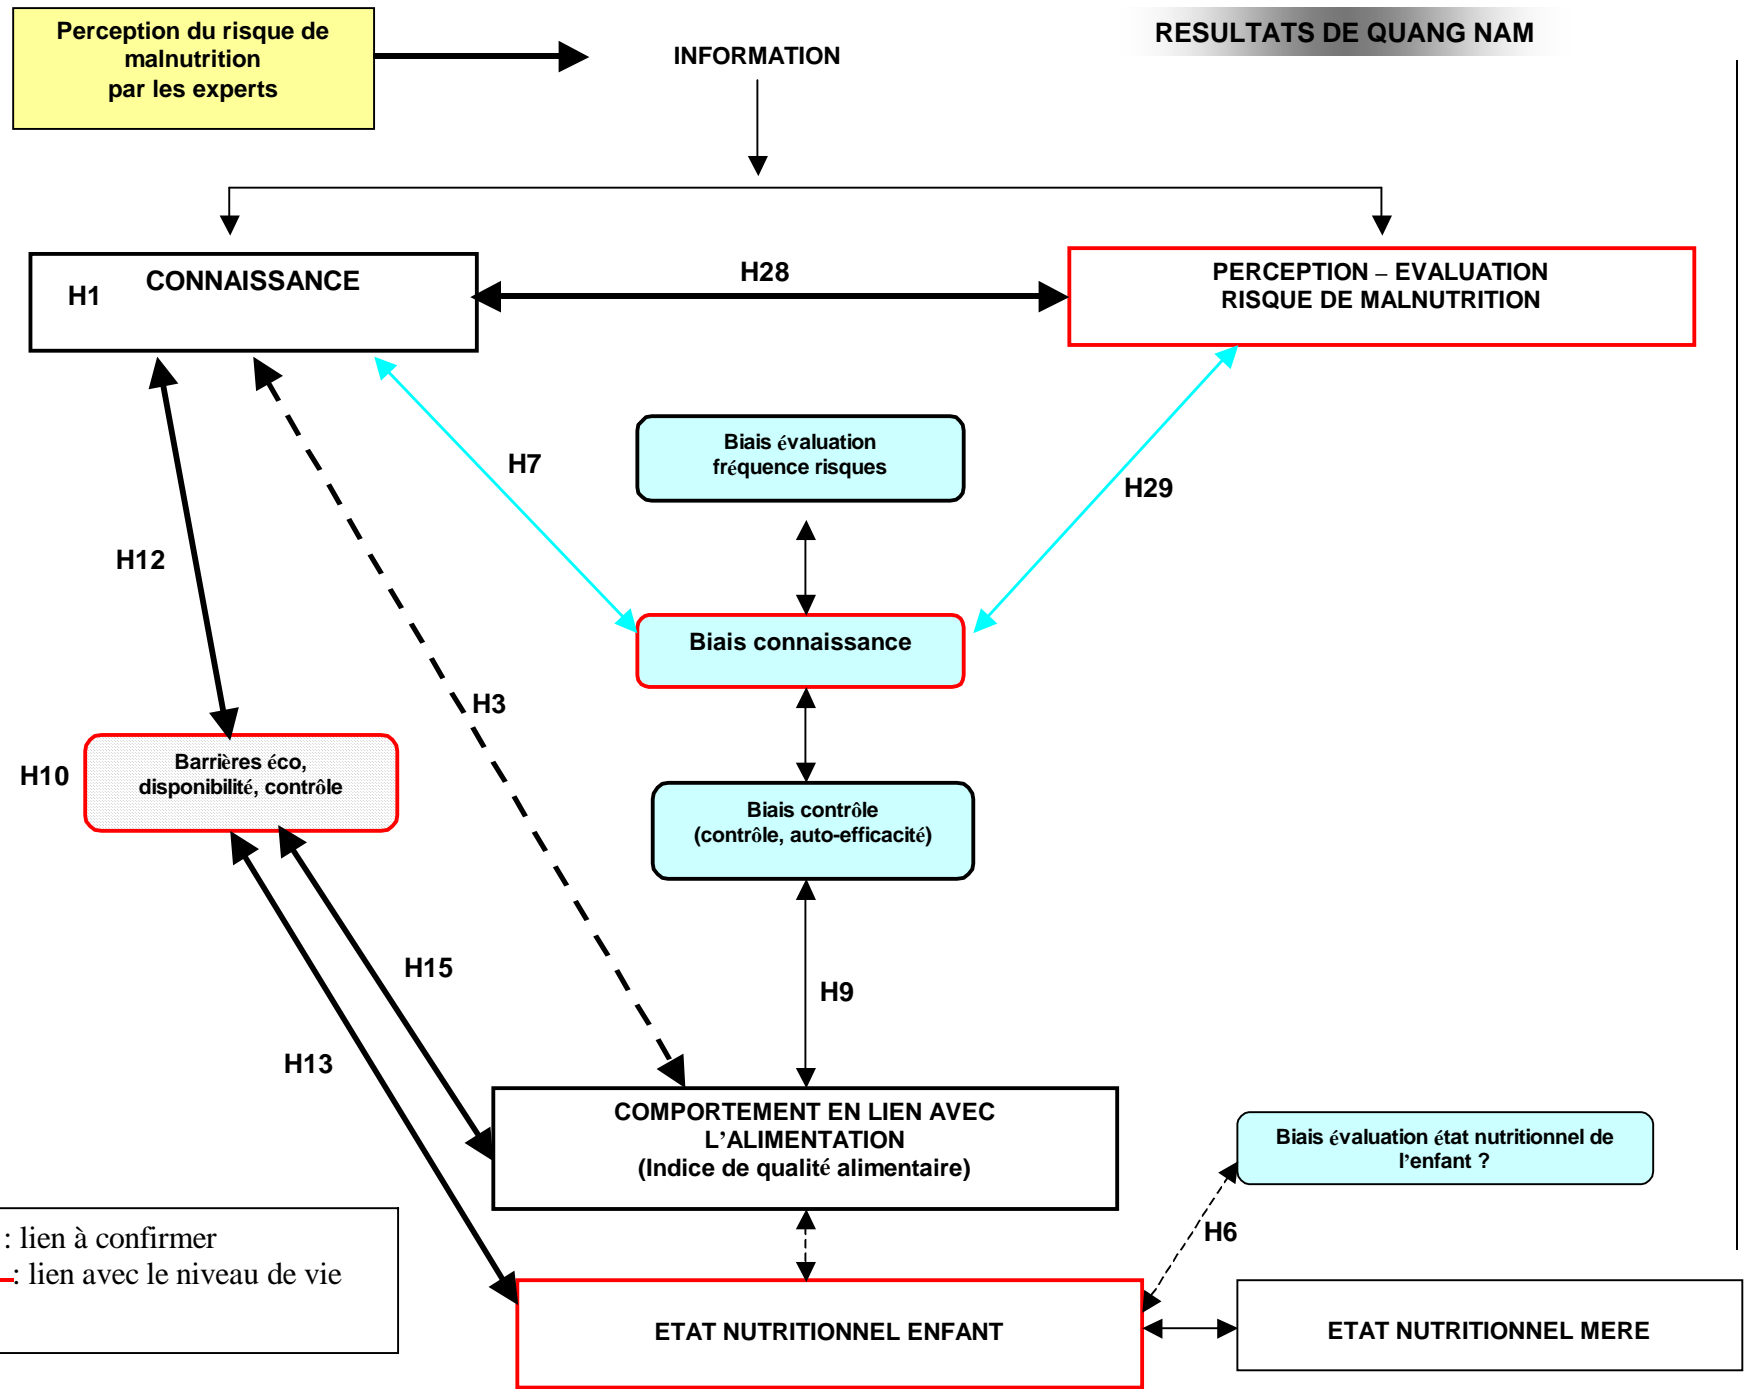 Perception du risque de
malnutrition
par les experts
INFORMATION
RESULTATS DE QUANG NAM
H1
CONNAISSANCE
H28
PERCEPTION – EVALUATION
RISQUE DE MALNUTRITION
Biais évaluation
fréquence risques
H7
H29
H12
Biais connaissance
H3
H10
Barrières éco,
disponibilité, contrôle
Biais contrôle
(contrôle, auto-efficacité)
H15
H9
H13
COMPORTEMENT EN LIEN AVEC
L’ALIMENTATION
(Indice de qualité alimentaire)
Biais évaluation état nutritionnel de
l’enfant ?
H6
: lien à confirmer
: lien avec le niveau de vie
ETAT NUTRITIONNEL ENFANT
ETAT NUTRITIONNEL MERE